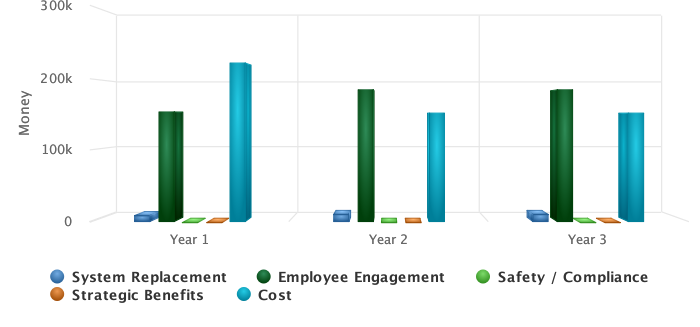 300k
200k
100k
0
Money
Year 1
Year 2
Year 3
System Replacement
Employee Engagement
Safety / Compliance
Strategic Benefits
Cost